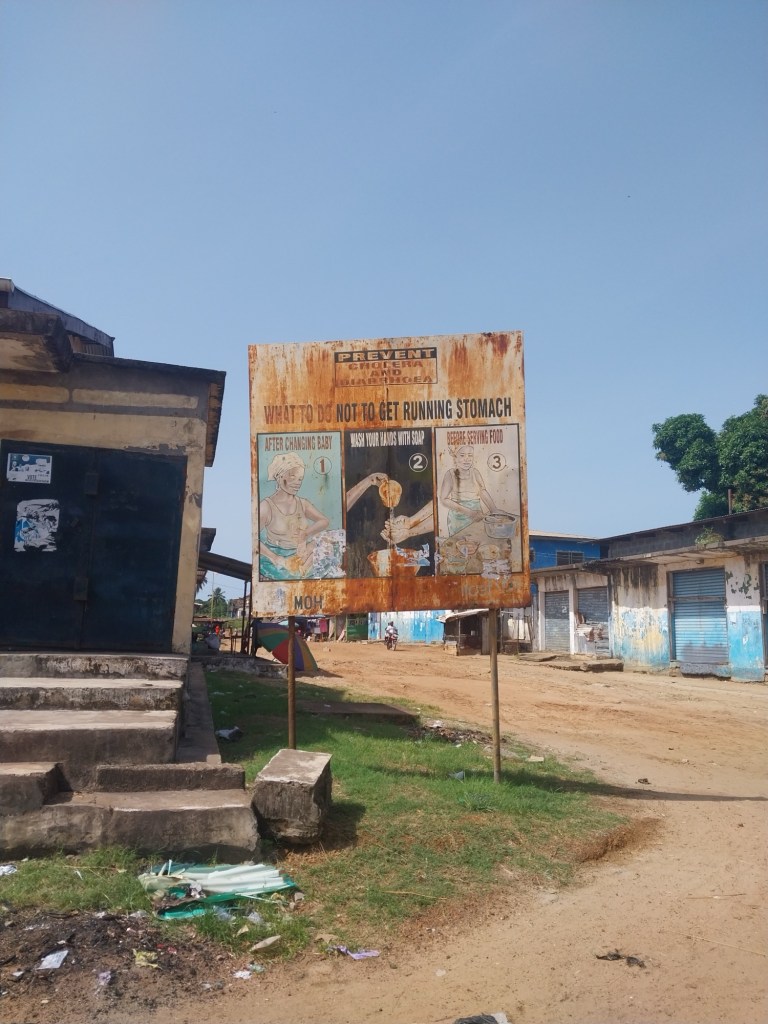 PREVENT
CHOLERA
AND
DIARRHOEA
WHAT TO DO NOT TO GET RUNNING STOMACH
AFTER CHANGING BABY
1
WASH YOUR HANDS WITH SOAP
2
BEFORE SERVING FOOD
3
MOH